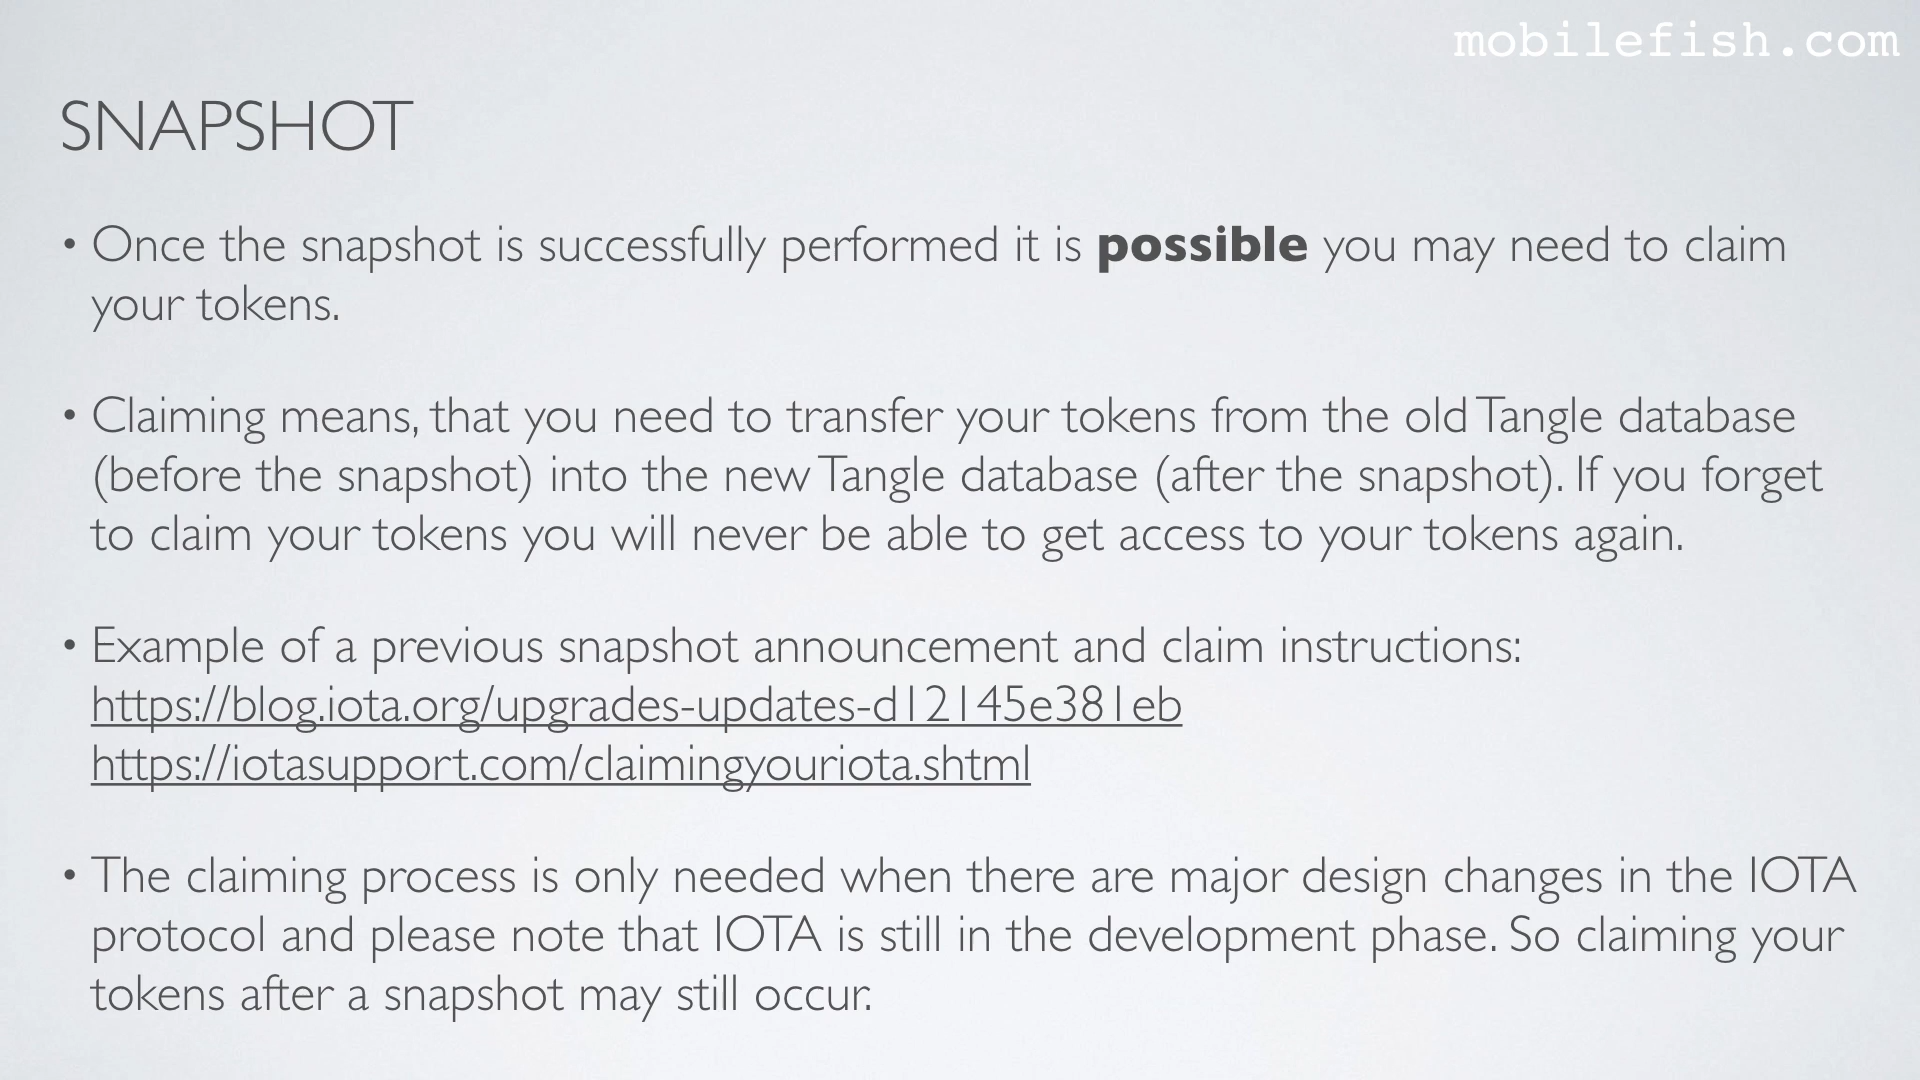 mobilefish.com
SNAPSHOT
• Once the snapshot is successfully performed it is possible you may need to claim
your tokens.
• Claiming means, that you need to transfer your tokens from the old Tangle database
(before the snapshot) into the new Tangle database (after the snapshot). If you forget
to claim your tokens you will never be able to get access to your tokens again.
• Example of a previous snapshot announcement and claim instructions:
https://blog.iota.org/upgrades-updates-d12145e381eb
https://iotasupport.com/claimingyouriota.shtml
• The claiming process is only needed when there are major design changes in the IOTA
protocol and please note that IOTA is still in the development phase. So claiming your
tokens after a snapshot may still occur.